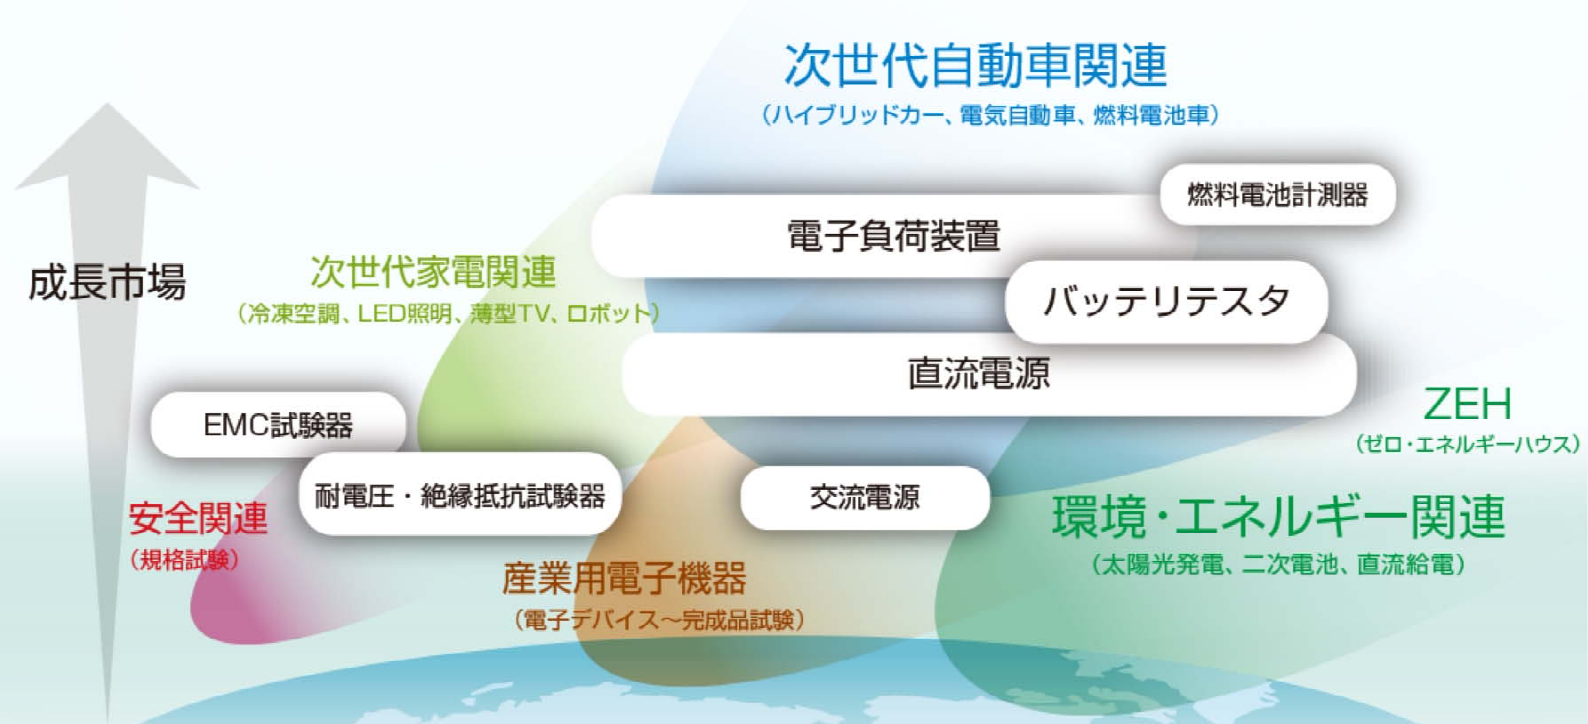 次世代自動車関連
（ハイブリッドカー、電気自動車、燃料電池車）
燃料電池計測器
電子負荷装置
成長市場
次世代家電関連
（冷凍空調、LED照明、薄型TV、ロボット）
バッテリテスタ
直流電源
ZEH
（ゼロ・エネルギーハウス）
EMC試験器
耐電圧・絶縁抵抗試験器
交流電源
安全関連
（規格試験）
環境・エネルギー関連
（太陽光発電、二次電池、直流給電）
産業用電子機器
（電子デバイス～完成品試験）